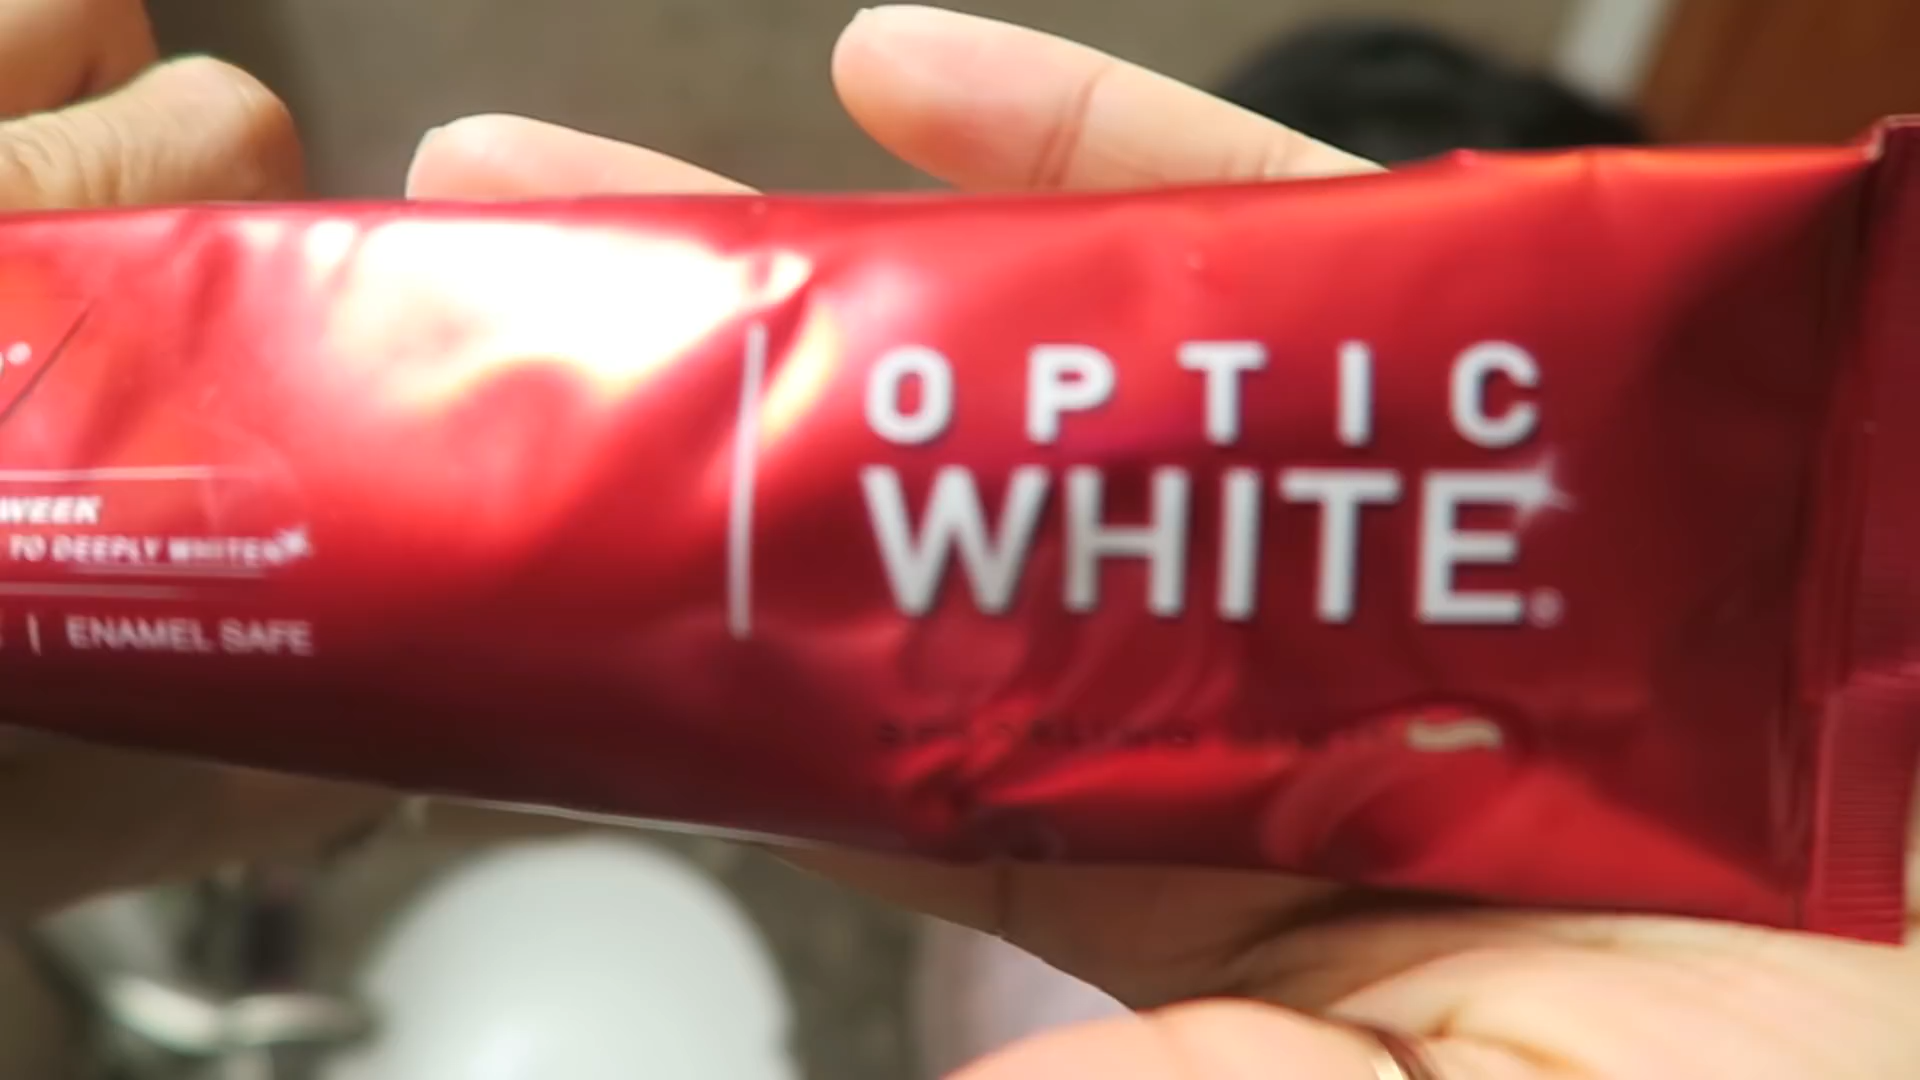 OPTIC
WHITE
WEEK
TO DEEPLY WHITEN
| ENAMEL SAFE